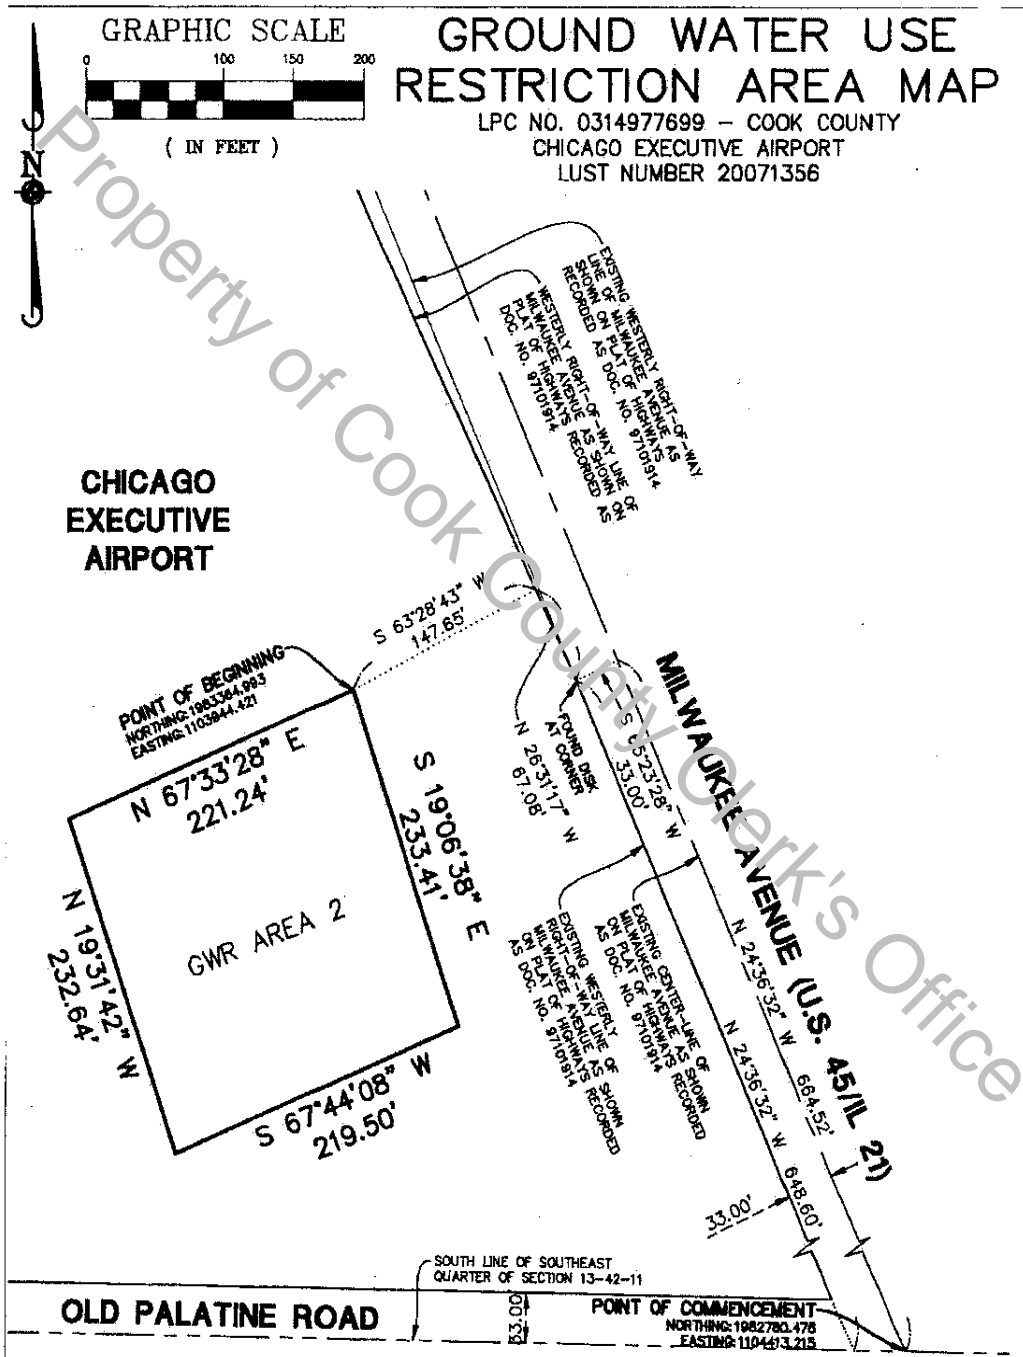 GRAPHIC SCALE
0 100 150 200
( IN FEET )
N
GROUND WATER USE
RESTRICTION AREA MAP
LPC NO. 0314977699 – COOK COUNTY
CHICAGO EXECUTIVE AIRPORT
LUST NUMBER 20071356
Property of Cook County Clerk's Office
EXISTING WESTERLY RIGHT-OF-WAY
LINE OF MILWAUKEE AVENUE AS
SHOWN ON PLAT OF HIGHWAYS
RECORDED AS DOC. NO. 97101914
WESTERLY RIGHT-OF-WAY LINE OF
MILWAUKEE AVENUE AS SHOWN ON
PLAT OF HIGHWAYS RECORDED AS
DOC. NO. 97101914
CHICAGO
EXECUTIVE
AIRPORT
S 63°28'43" W
147.65'
POINT OF BEGINNING
NORTHING:1983364.993
EASTING:1103944.421
N 67°33'28" E
221.24'
S 19°06'38" E
233.41'
N 19°31'42" W
232.64'
S 67°44'08" W
219.50'
GWR AREA 2
FOUND DISK
AT CORNER
N 26°31'17" W
67.08'
S 65°23'28" W
33.00'
MILWAUKEE AVENUE (U.S. 45/IL 21)
EXISTING WESTERLY
RIGHT-OF-WAY LINE OF
MILWAUKEE AVENUE AS SHOWN
ON PLAT OF HIGHWAYS RECORDED
AS DOC. NO. 97101914
EXISTING CENTER-LINE OF
MILWAUKEE AVENUE AS SHOWN
ON PLAT OF HIGHWAYS RECORDED
AS DOC. NO. 97101914
N 24°36'32" W 664.52'
N 24°36'32" W 648.60'
33.00'
SOUTH LINE OF SOUTHEAST
QUARTER OF SECTION 13-42-11
OLD PALATINE ROAD
33.00
POINT OF COMMENCEMENT
NORTHING:1982780.476
EASTING:1104413.215